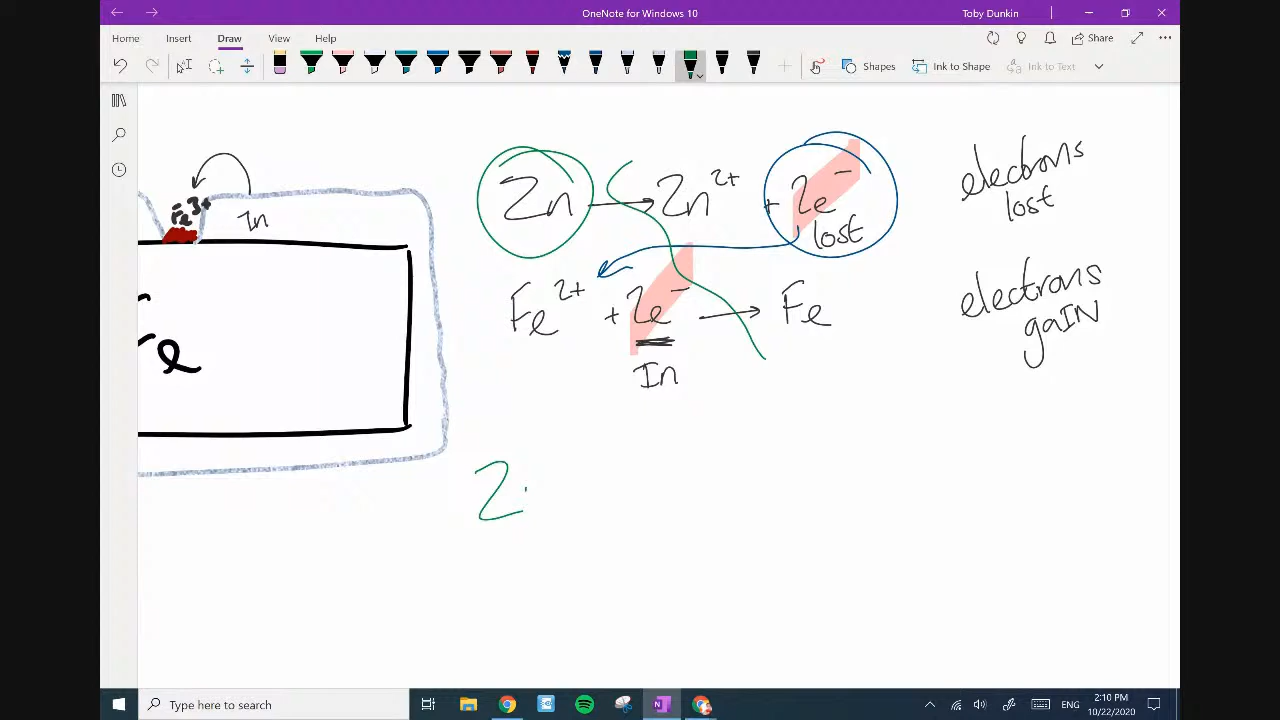 OneNote for Windows 10
Toby Dunkin
Home Insert Draw View Help
Share
Shapes Ink to Shape Ink to Text
Zn → Zn²⁺ + 2e⁻
lost
electrons
lost
Fe³⁺
Zn
Fe²⁺ + 2e⁻ → Fe
In
electrons
gaIN
e
Z
Type here to search
ENG
2:10 PM
10/22/2020